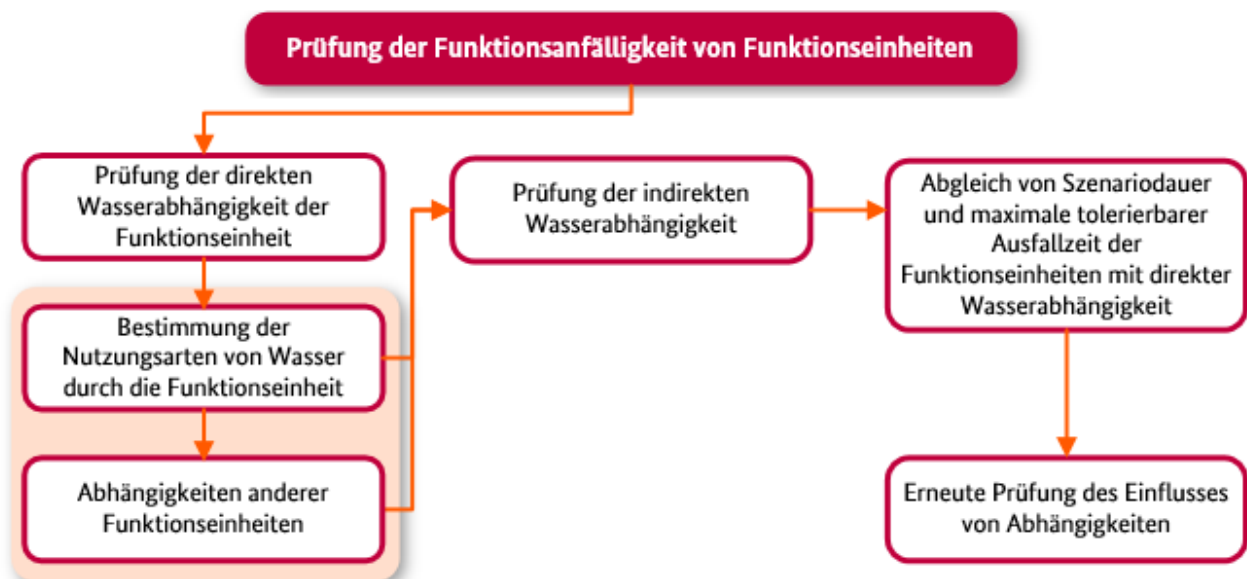 Prüfung der Funktionsanfälligkeit von Funktionseinheiten
Prüfung der direkten
Wasserabhängigkeit der
Funktionseinheit
Bestimmung der
Nutzungsarten von Wasser
durch die Funktionseinheit
Abhängigkeiten anderer
Funktionseinheiten
Prüfung der indirekten
Wasserabhängigkeit
Abgleich von Szenariodauer
und maximale tolerierbarer
Ausfallzeit der
Funktionseinheiten mit direkter
Wasserabhängigkeit
Erneute Prüfung des Einflusses
von Abhängigkeiten